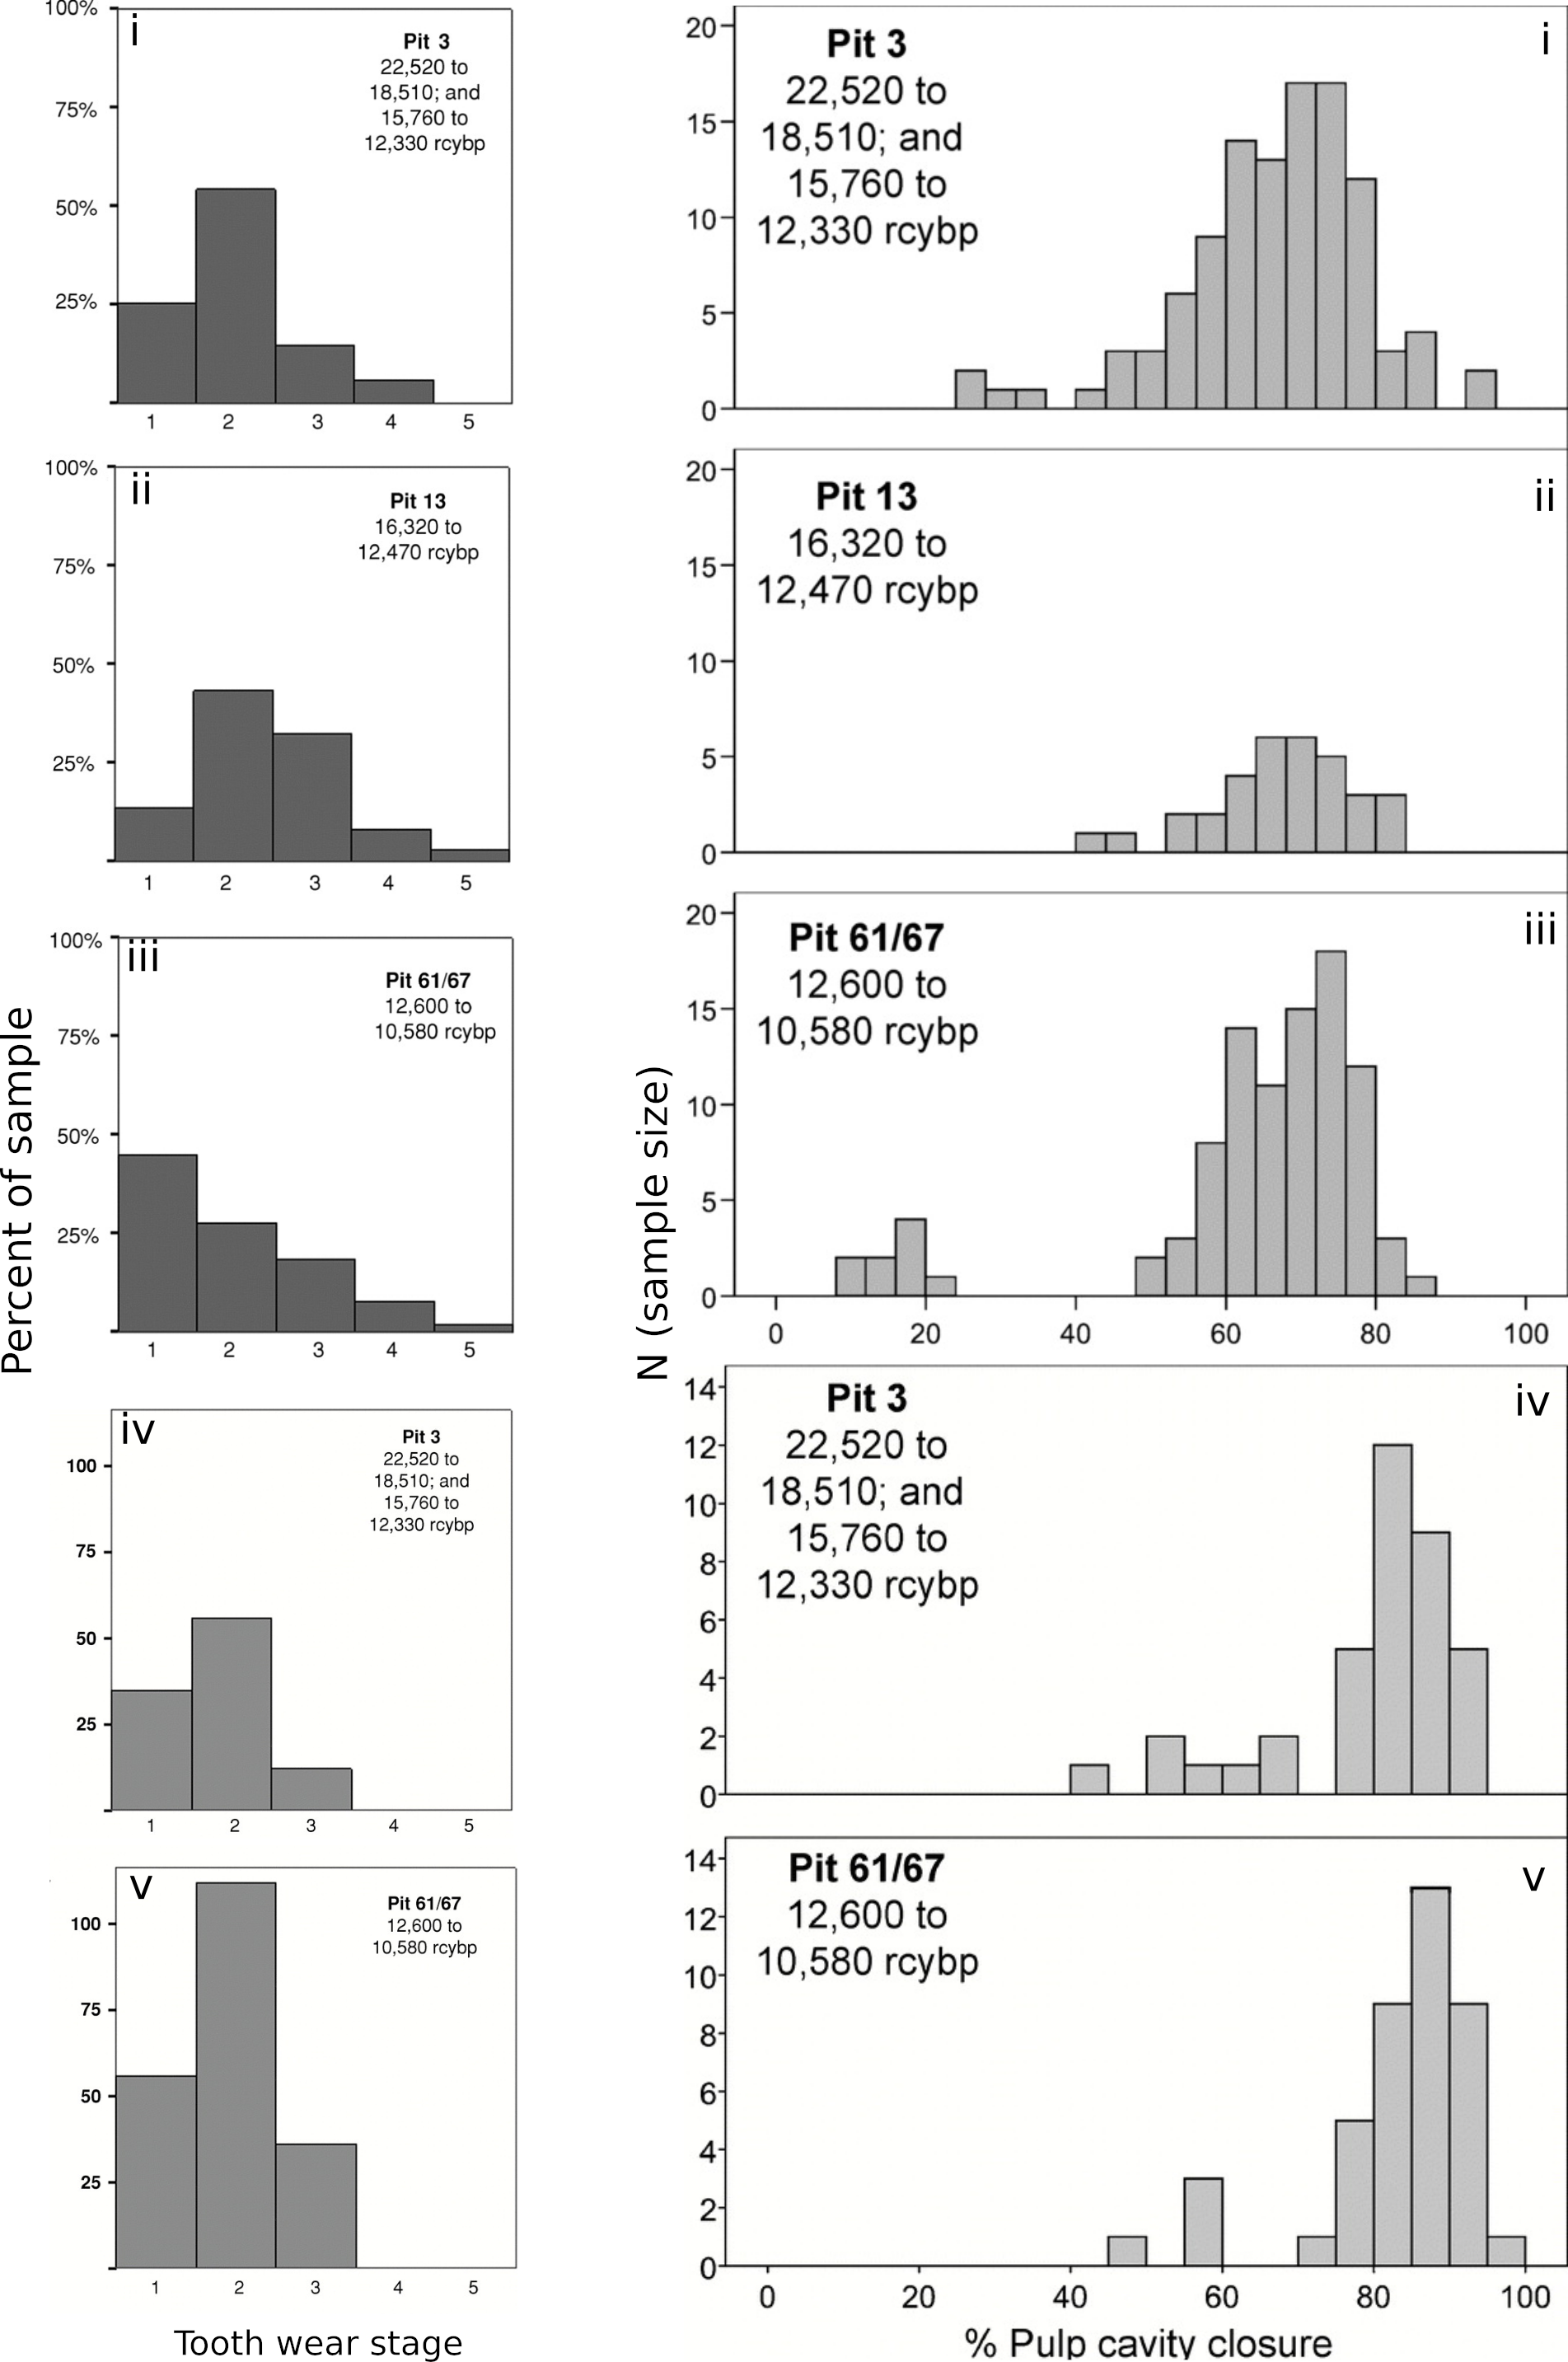 100%
i
Pit 3
22,520 to
18,510; and
15,760 to
12,330 rcybp
75%
50%
25%
1 2 3 4 5
100%
ii
Pit 13
16,320 to
12,470 rcybp
75%
50%
25%
1 2 3 4 5
100%
iii
Pit 61/67
12,600 to
10,580 rcybp
75%
50%
25%
1 2 3 4 5
iv
Pit 3
22,520 to
18,510; and
15,760 to
12,330 rcybp
100
75
50
25
1 2 3 4 5
v
Pit 61/67
12,600 to
10,580 rcybp
100
75
50
25
1 2 3 4 5
Percent of sample
Tooth wear stage
20
15
10
5
0
Pit 3
22,520 to
18,510; and
15,760 to
12,330 rcybp
i
20
15
10
5
0
Pit 13
16,320 to
12,470 rcybp
ii
20
15
10
5
0
Pit 61/67
12,600 to
10,580 rcybp
iii
0 20 40 60 80 100
14
12
10
8
6
4
2
0
Pit 3
22,520 to
18,510; and
15,760 to
12,330 rcybp
iv
14
12
10
8
6
4
2
0
Pit 61/67
12,600 to
10,580 rcybp
v
0 20 40 60 80 100
N (sample size)
% Pulp cavity closure